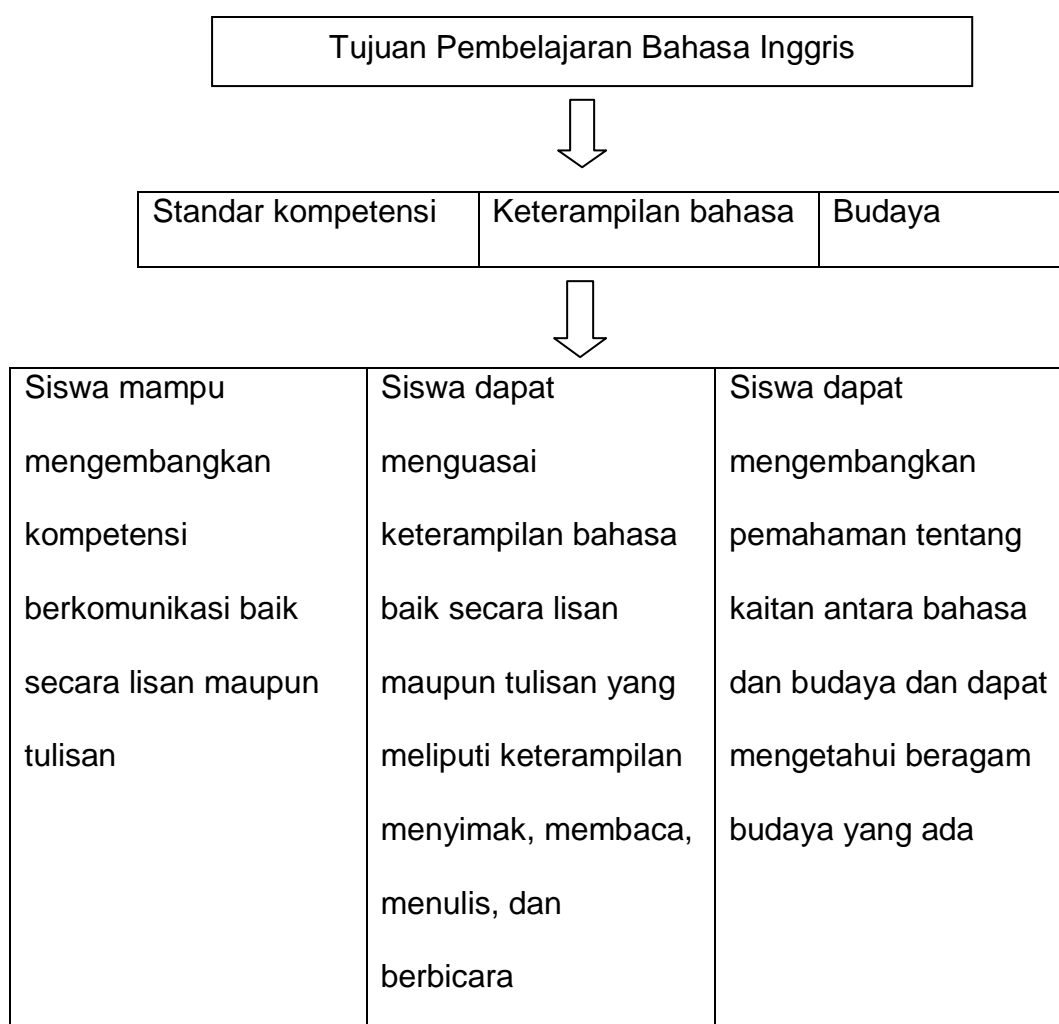 Tujuan Pembelajaran Bahasa Inggris
Standar kompetensi
Keterampilan bahasa
Budaya
Siswa mampu
mengembangkan
kompetensi
berkomunikasi baik
secara lisan maupun
tulisan
Siswa dapat
menguasai
keterampilan bahasa
baik secara lisan
maupun tulisan yang
meliputi keterampilan
menyimak, membaca,
menulis, dan
berbicara
Siswa dapat
mengembangkan
pemahaman tentang
kaitan antara bahasa
dan budaya dan dapat
mengetahui beragam
budaya yang ada